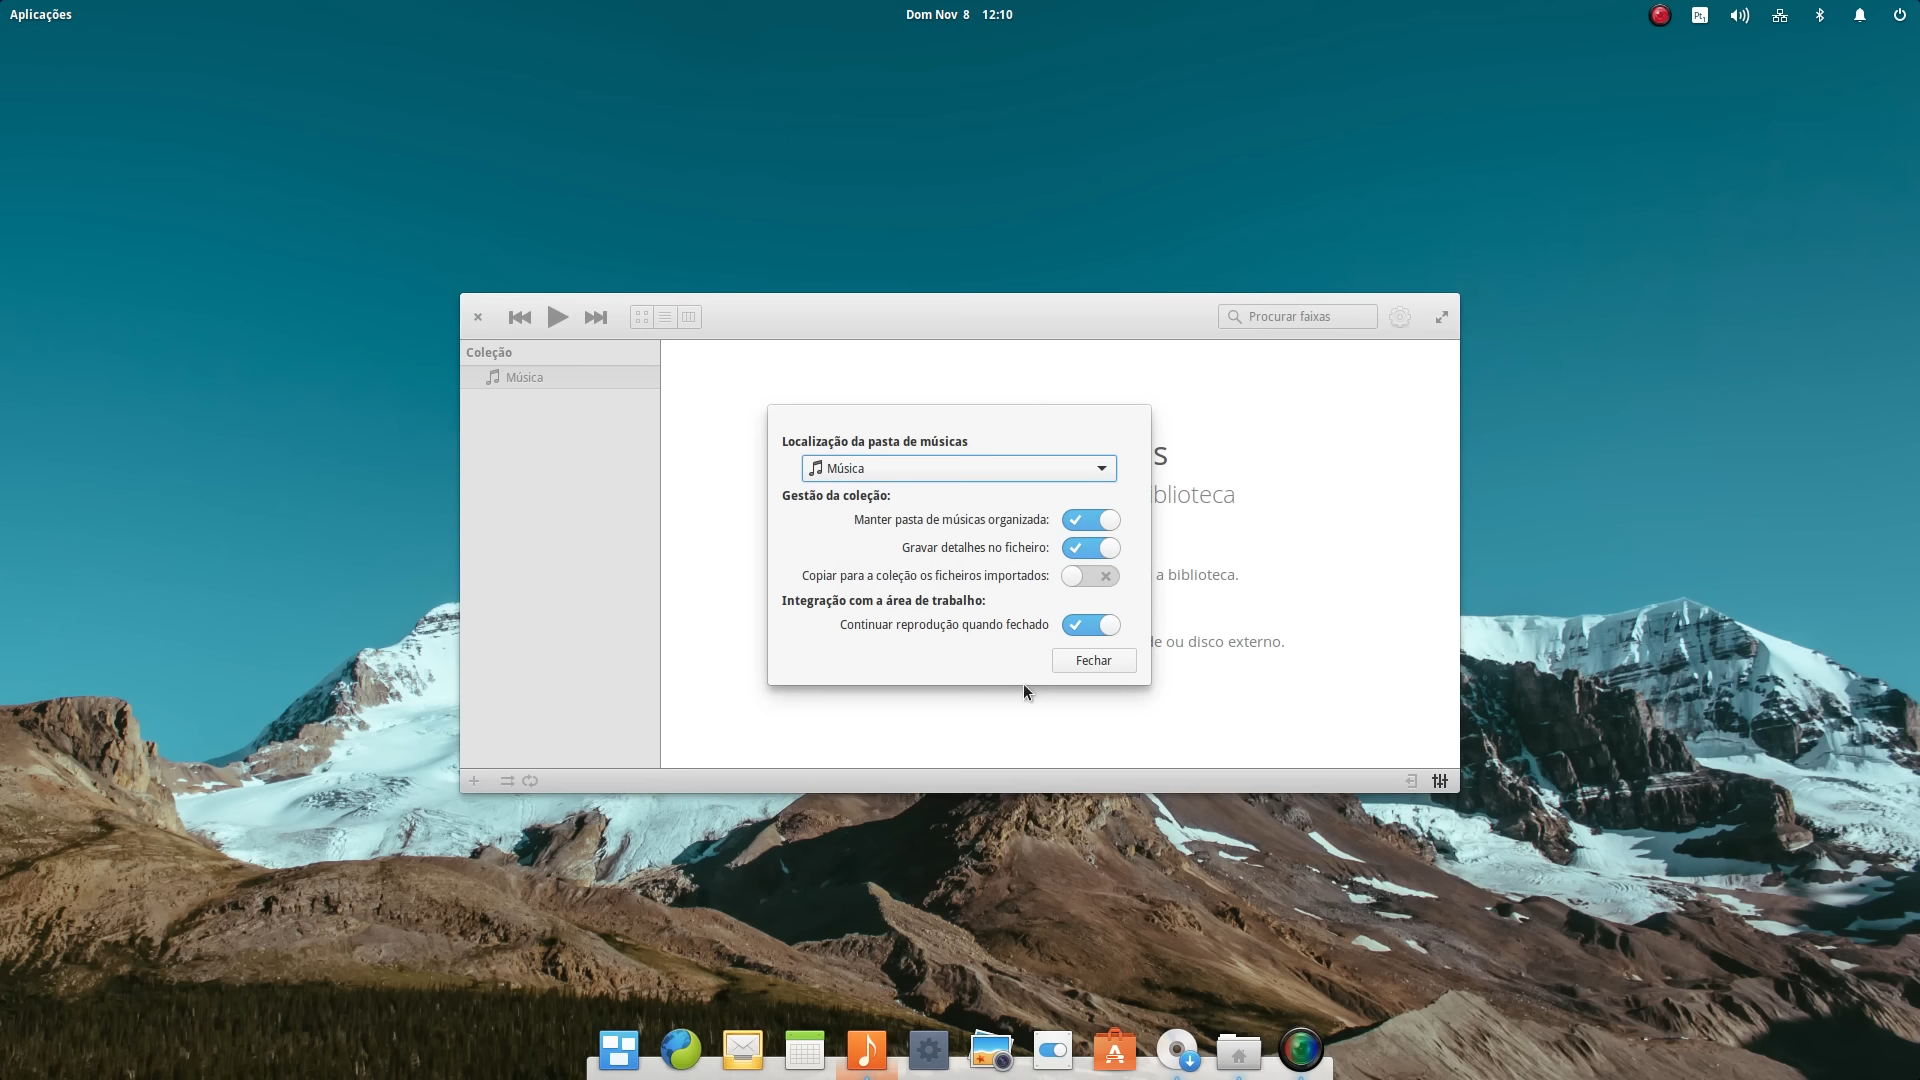 Aplicações
Dom Nov 8 12:10
Pt₁
Procurar faixas
Coleção
Música
Localização da pasta de músicas
Música
Gestão da coleção:
Manter pasta de músicas organizada:
Gravar detalhes no ficheiro:
Copiar para a coleção os ficheiros importados:
Integração com a área de trabalho:
Continuar reprodução quando fechado
Fechar
s
blioteca
a biblioteca.
ou disco externo.